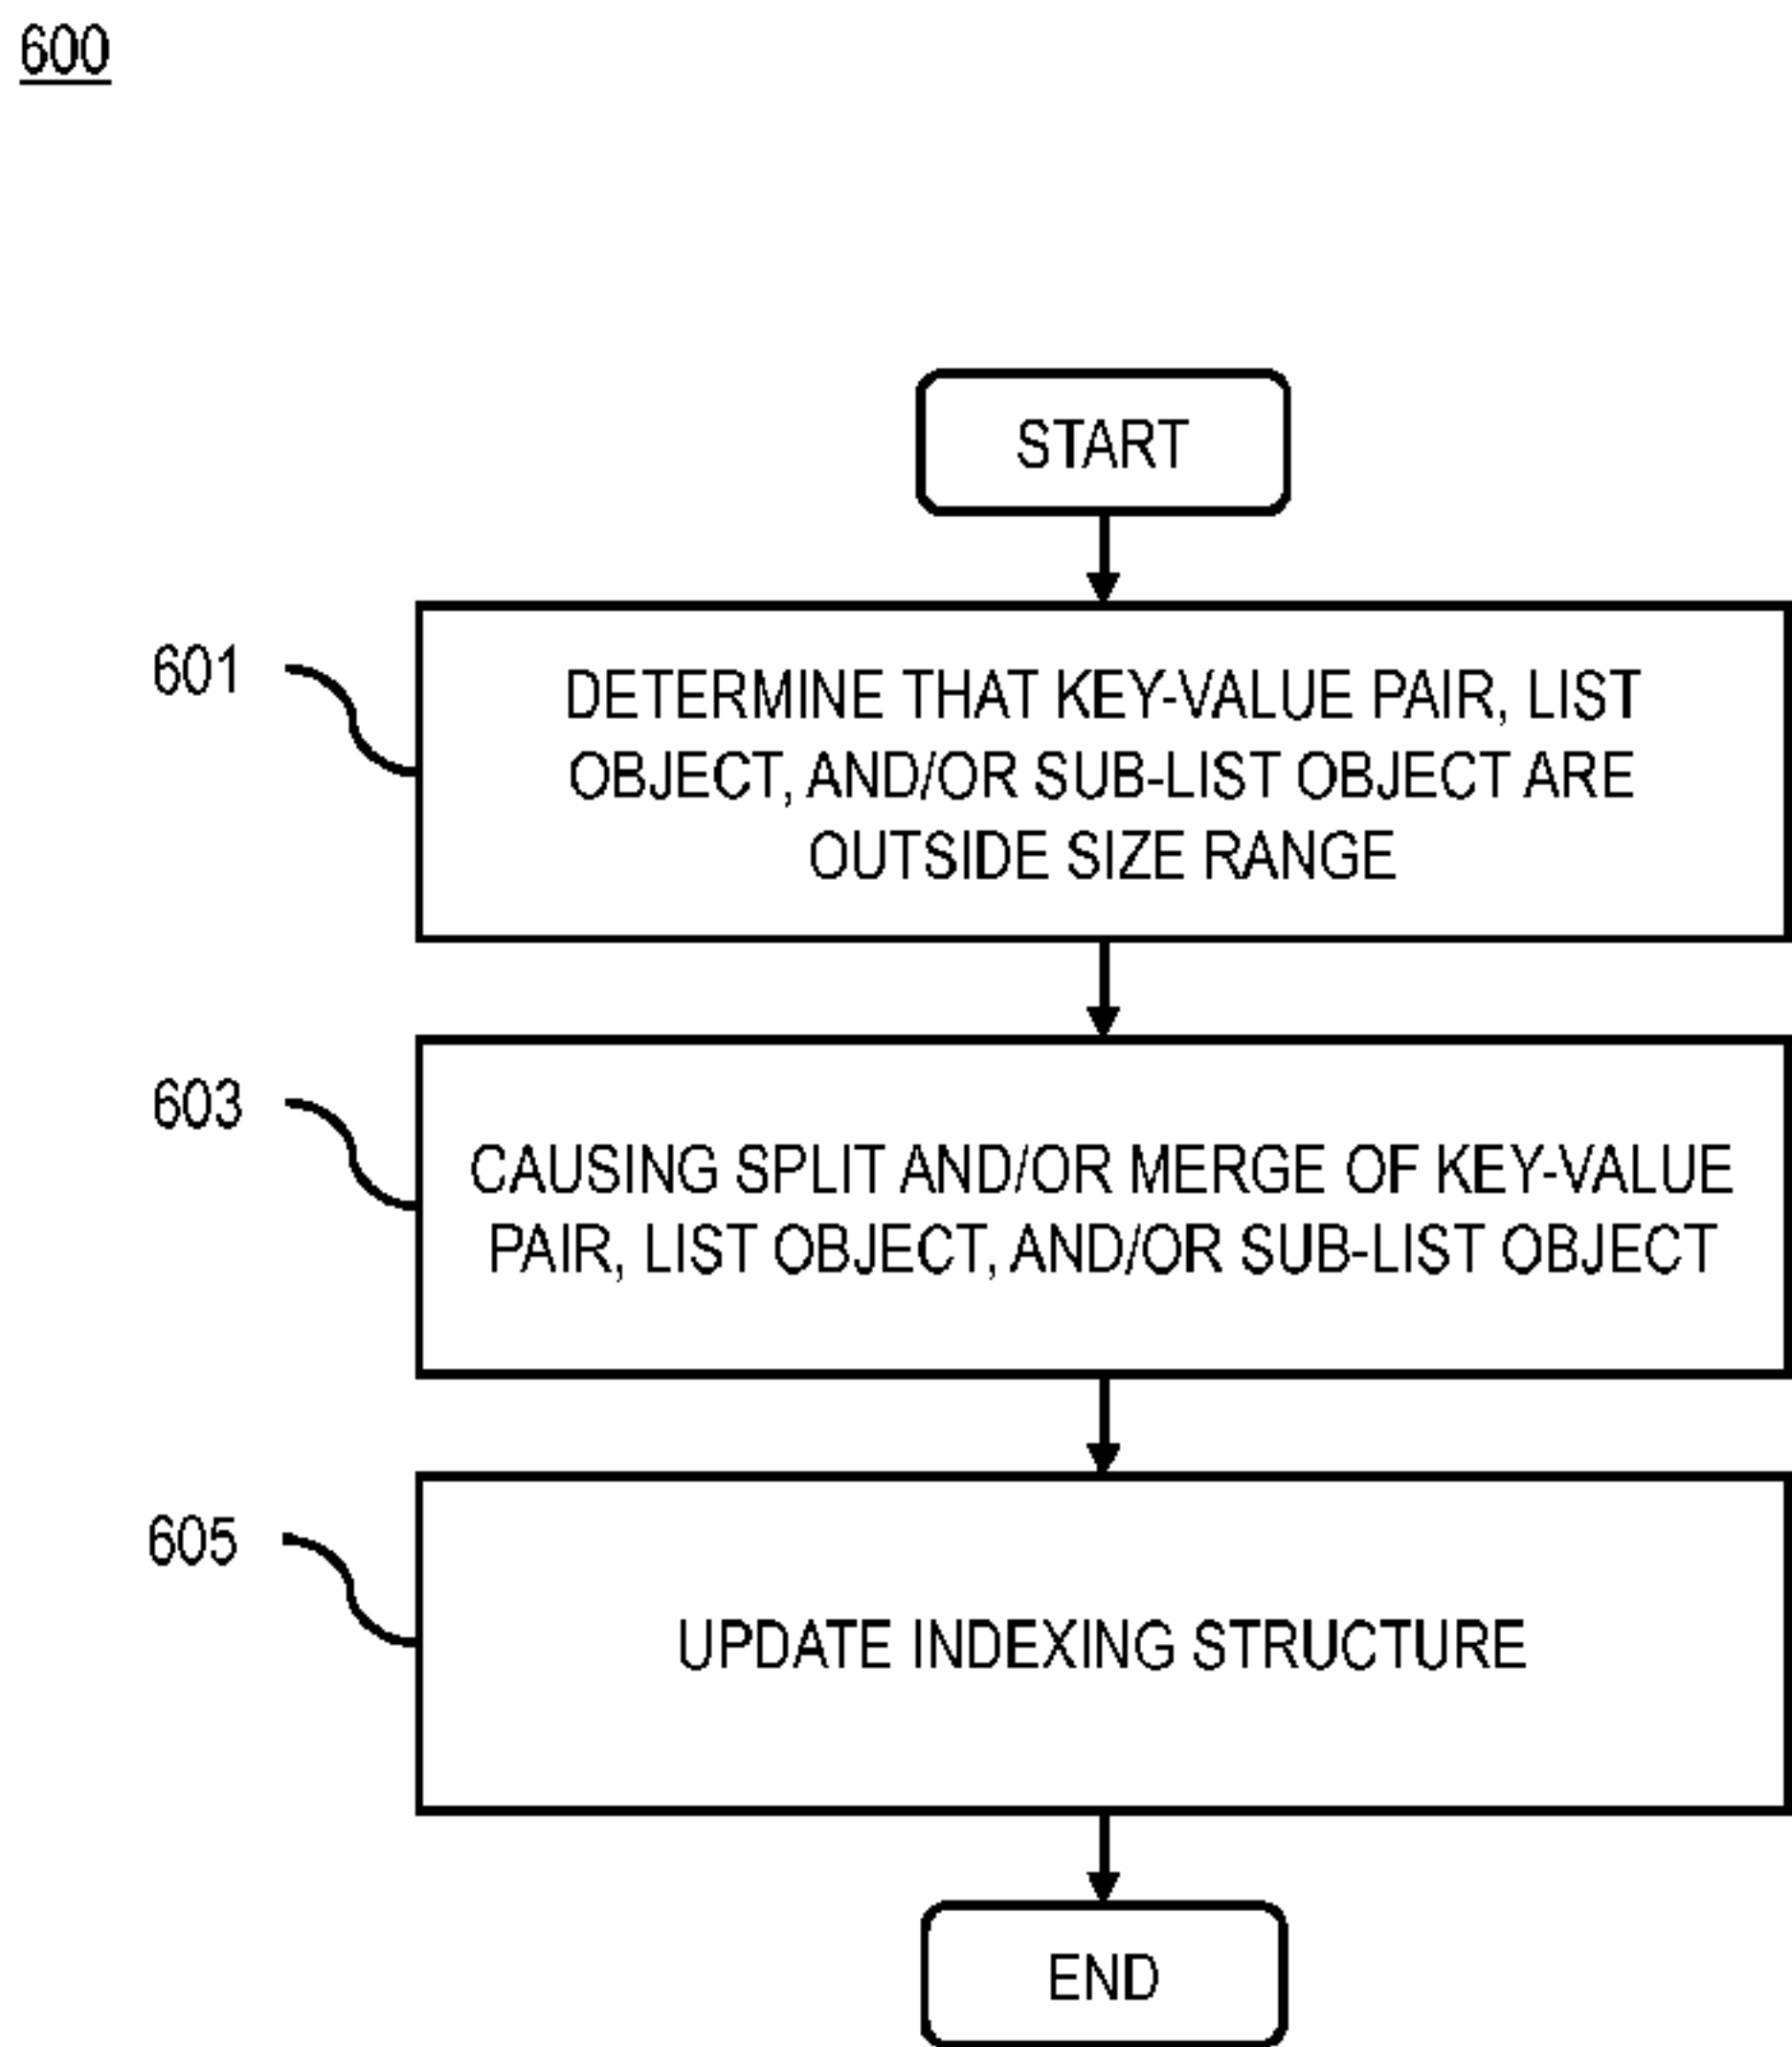 600
START
601
DETERMINE THAT KEY-VALUE PAIR, LIST
OBJECT, AND/OR SUB-LIST OBJECT ARE
OUTSIDE SIZE RANGE
603
CAUSING SPLIT AND/OR MERGE OF KEY-VALUE
PAIR, LIST OBJECT, AND/OR SUB-LIST OBJECT
605
UPDATE INDEXING STRUCTURE
END